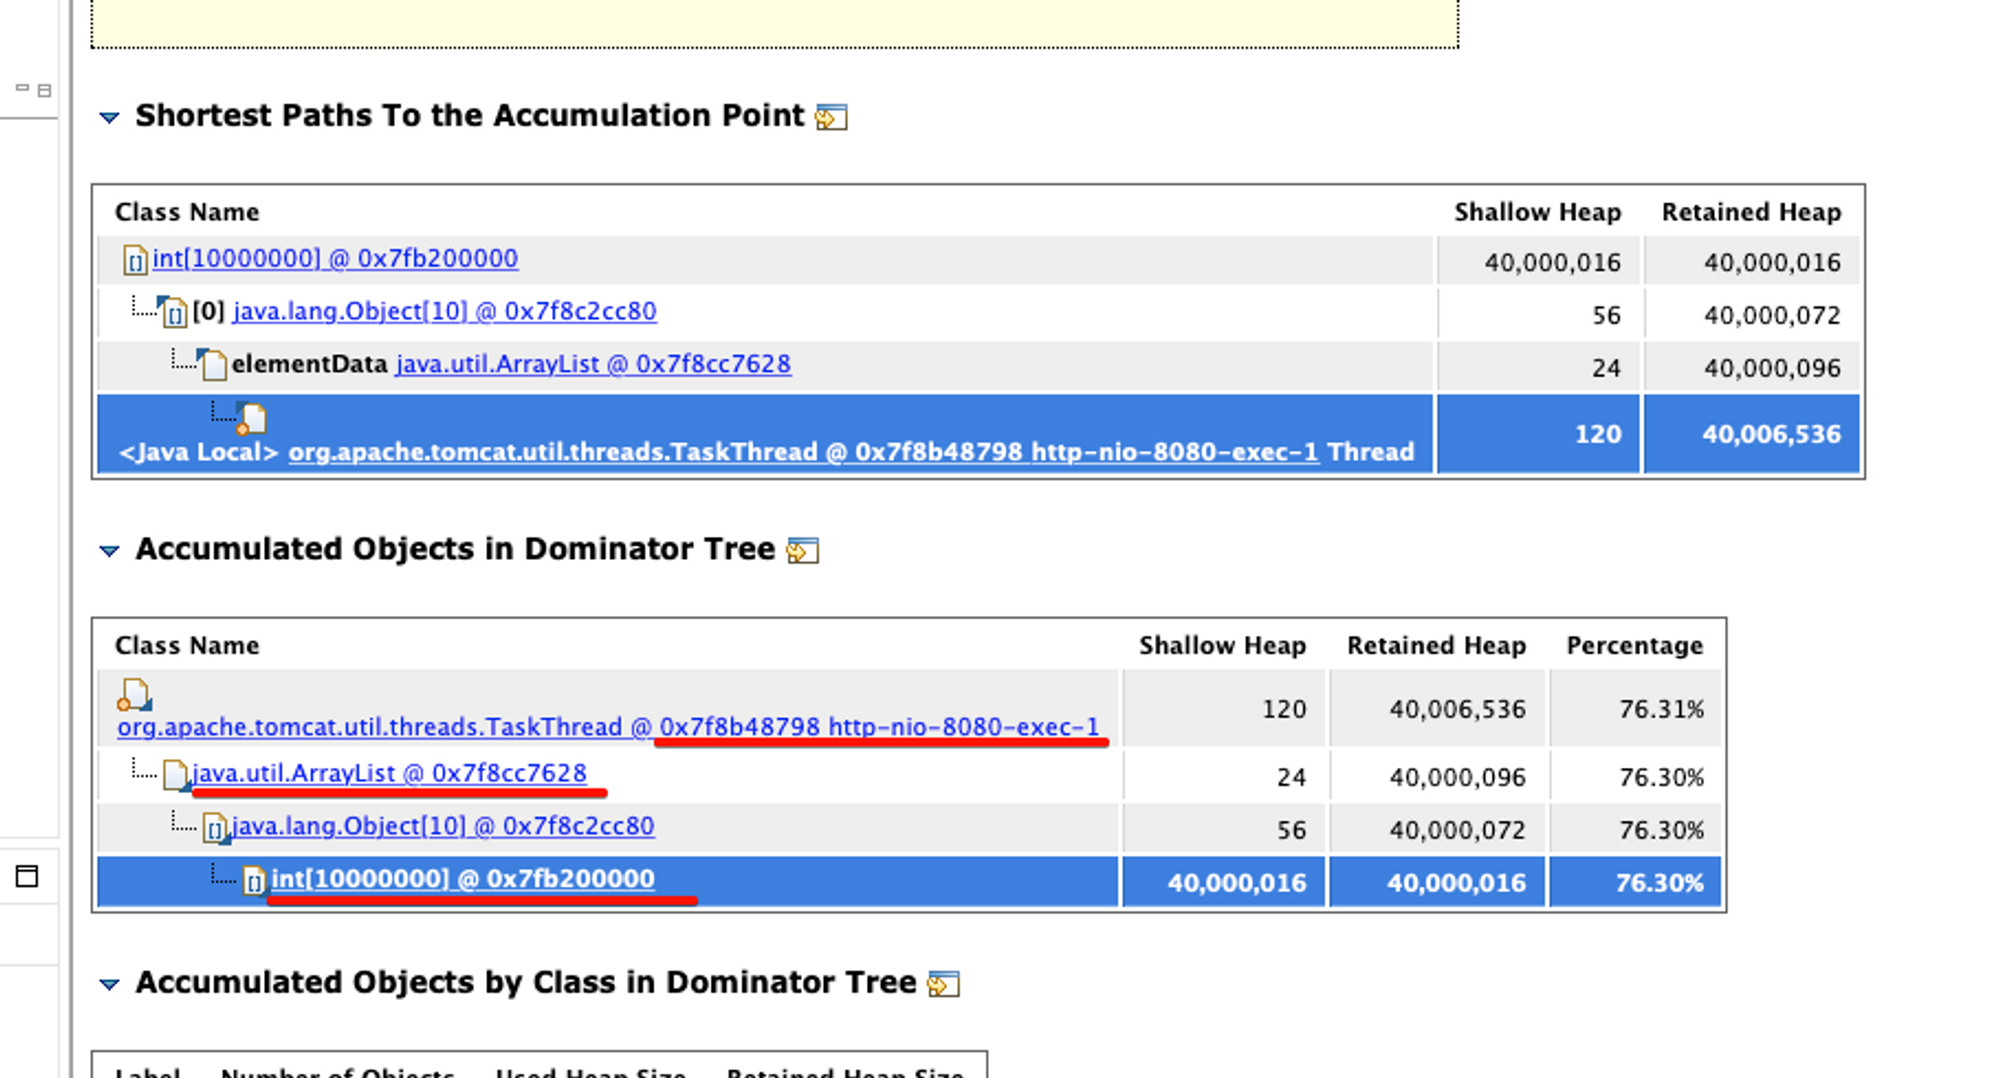 Shortest Paths To the Accumulation Point
Class Name Shallow Heap Retained Heap
int[10000000] @ 0x7fb200000 40,000,016 40,000,016
[0] java.lang.Object[10] @ 0x7f8c2cc80 56 40,000,072
elementData java.util.ArrayList @ 0x7f8cc7628 24 40,000,096
<Java Local> org.apache.tomcat.util.threads.TaskThread @ 0x7f8b48798 http-nio-8080-exec-1 Thread 120 40,006,536
Accumulated Objects in Dominator Tree
Class Name Shallow Heap Retained Heap Percentage
org.apache.tomcat.util.threads.TaskThread @ 0x7f8b48798 http-nio-8080-exec-1 120 40,006,536 76.31%
java.util.ArrayList @ 0x7f8cc7628 24 40,000,096 76.30%
java.lang.Object[10] @ 0x7f8c2cc80 56 40,000,072 76.30%
int[10000000] @ 0x7fb200000 40,000,016 40,000,016 76.30%
Accumulated Objects by Class in Dominator Tree
Label Number of Objects Used Heap Size Retained Heap Size